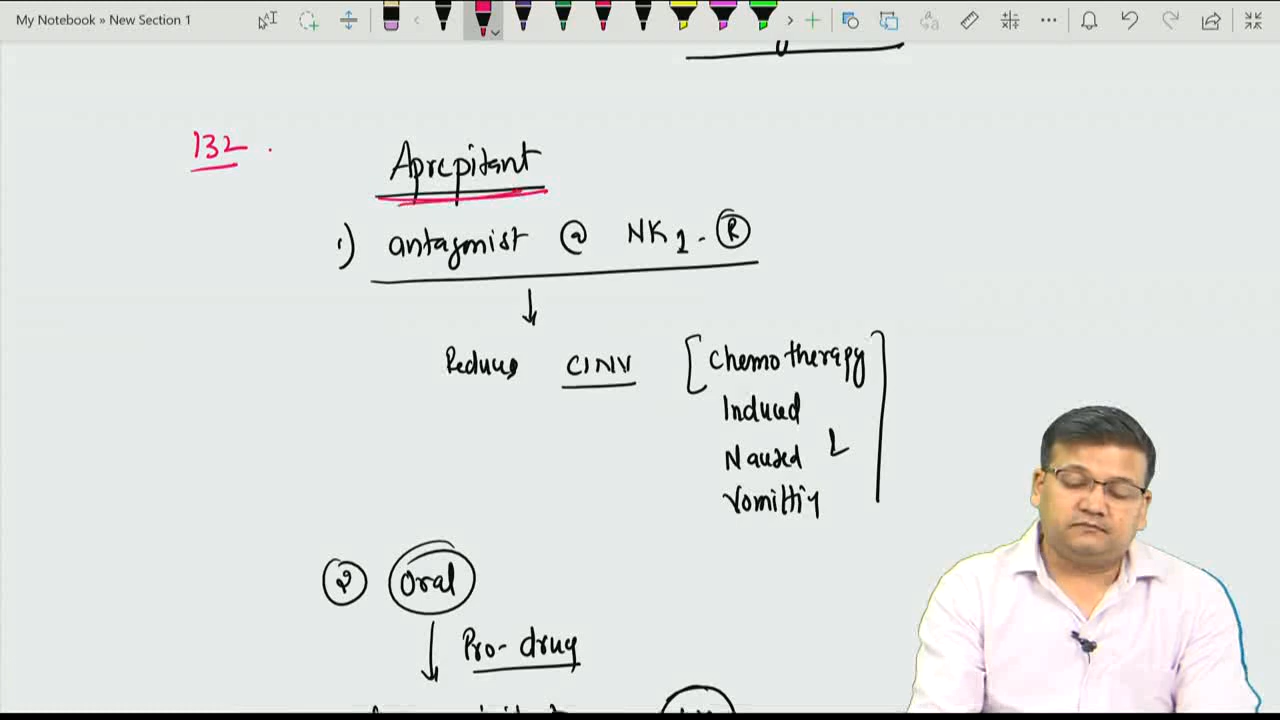 My Notebook » New Section 1
132.
Aprepitant
1) antagonist @ NK1-R
Reduces CINV [Chemotherapy
Induced
Nausea &
Vomitting]
2 Oral
Pro-drug